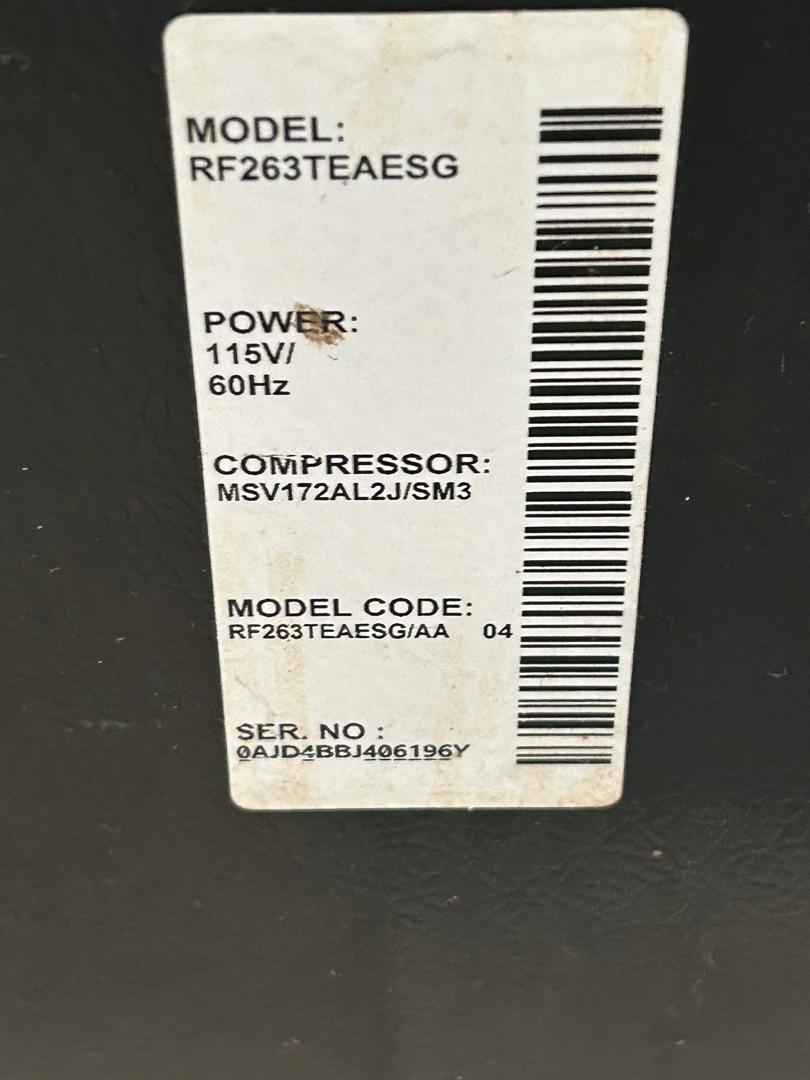 MODEL:
RF263TEAESG
POWER:
115V/
60Hz
COMPRESSOR:
MSV172AL2J/SM3
MODEL CODE:
RF263TEAESG/AA 04
SER. NO :
0AJD4BBJ406196Y